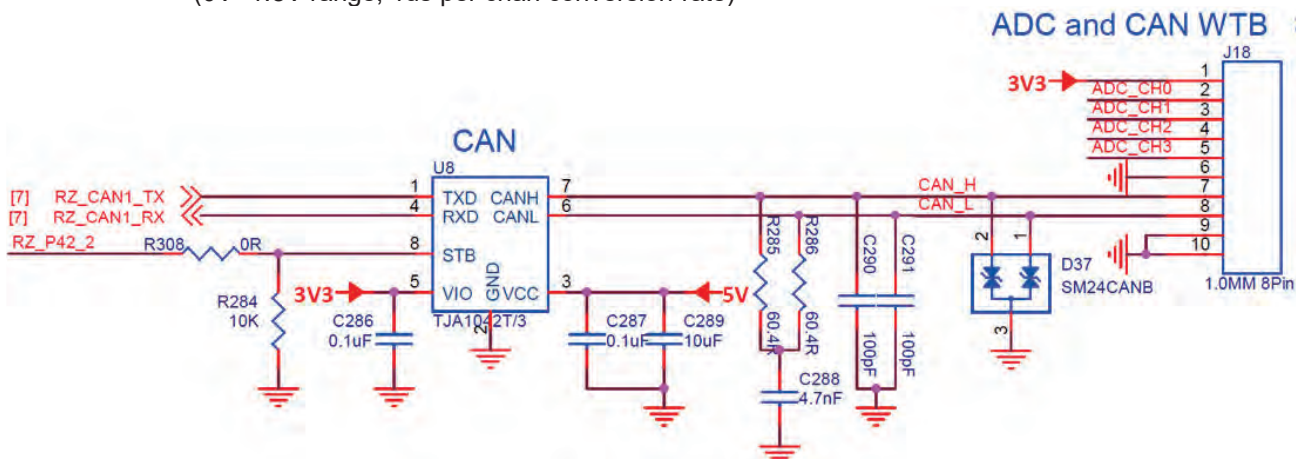 ADC and CAN WTB
J18
3V3
1
ADC_CH0
2
ADC_CH1
3
ADC_CH2
4
ADC_CH3
5
6
CAN_H
7
CAN_L
8
9
10
1.0MM 8Pin
CAN
U8
[7] RZ_CAN1_TX
1
TXD
CANH
7
[7] RZ_CAN1_RX
4
RXD
CANL
6
RZ_P42_2
R308
0R
8
STB
3V3
5
VIO
GND
VCC
3
5V
2
TJA1042T/3
R284
10K
C286
0.1uF
C287
0.1uF
C289
10uF
R285
60.4R
R286
60.4R
C288
4.7nF
C290
100pF
C291
100pF
2
1
D37
SM24CANB
3